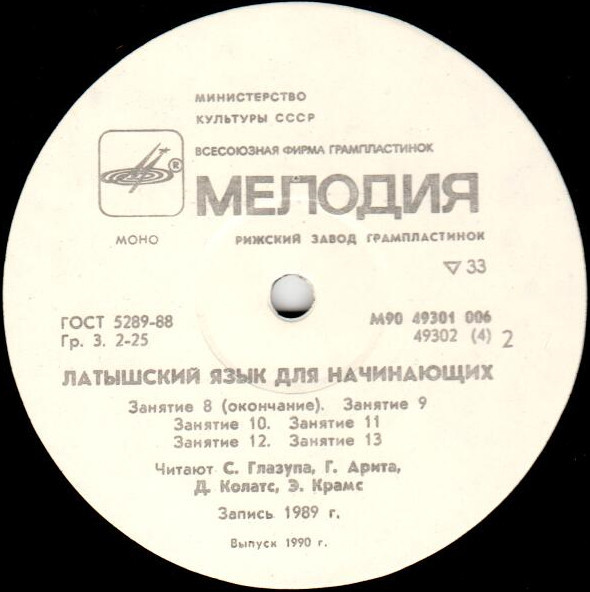 МИНИСТЕРСТВО
КУЛЬТУРЫ СССР
ВСЕСОЮЗНАЯ ФИРМА ГРАМПЛАСТИНОК
®
МЕЛОДИЯ
МОНО
РИЖСКИЙ ЗАВОД ГРАМПЛАСТИНОК
▽ 33
ГОСТ 5289-88
М90 49301 006
Гр. 3. 2-25
49302 (4) 2
ЛАТЫШСКИЙ ЯЗЫК ДЛЯ НАЧИНАЮЩИХ
Занятие 8 (окончание). Занятие 9
Занятие 10. Занятие 11
Занятие 12. Занятие 13
Читают С. Глазупа, Г. Арита,
Д. Колатс, Э. Крамс
Запись 1989 г.
Выпуск 1990 г.